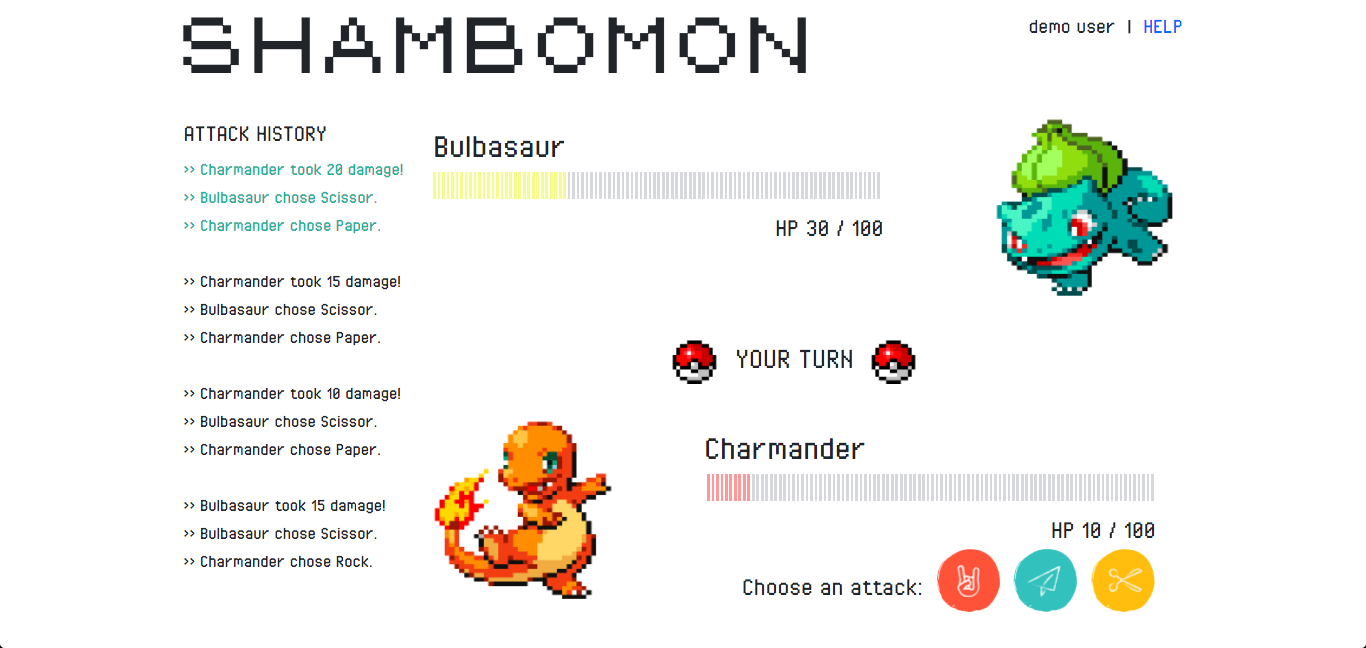 SHAMBOMON
demo user | HELP
ATTACK HISTORY
>> Charmander took 20 damage!
>> Bulbasaur chose Scissor.
>> Charmander chose Paper.
>> Charmander took 15 damage!
>> Bulbasaur chose Scissor.
>> Charmander chose Paper.
>> Charmander took 10 damage!
>> Bulbasaur chose Scissor.
>> Charmander chose Paper.
>> Bulbasaur took 15 damage!
>> Bulbasaur chose Scissor.
>> Charmander chose Rock.
Bulbasaur
HP 30 / 100
YOUR TURN
Charmander
HP 10 / 100
Choose an attack: